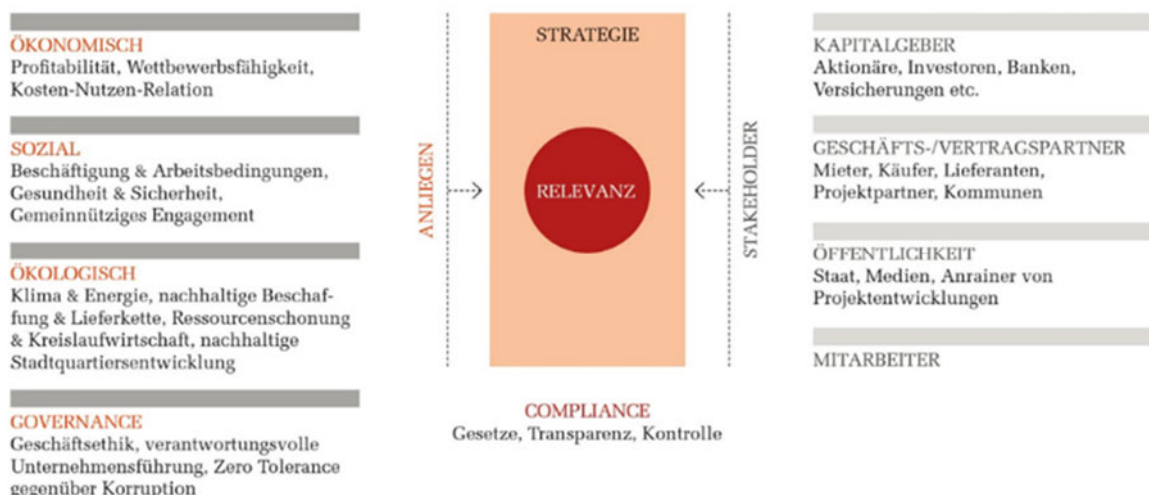 ÖKONOMISCH
Profitabilität, Wettbewerbsfähigkeit,
Kosten-Nutzen-Relation
SOZIAL
Beschäftigung & Arbeitsbedingungen,
Gesundheit & Sicherheit,
Gemeinnütziges Engagement
ÖKOLOGISCH
Klima & Energie, nachhaltige Beschaf-
fung & Lieferkette, Ressourcenschonung
& Kreislaufwirtschaft, nachhaltige
Stadtquartiersentwicklung
GOVERNANCE
Geschäftsethik, verantwortungsvolle
Unternehmensführung, Zero Tolerance
gegenüber Korruption
ANLIEGEN
STRATEGIE
RELEVANZ
STAKEHOLDER
COMPLIANCE
Gesetze, Transparenz, Kontrolle
KAPITALGEBER
Aktionäre, Investoren, Banken,
Versicherungen etc.
GESCHÄFTS-/VERTRAGSPARTNER
Mieter, Käufer, Lieferanten,
Projektpartner, Kommunen
ÖFFENTLICHKEIT
Staat, Medien, Anrainer von
Projektentwicklungen
MITARBEITER